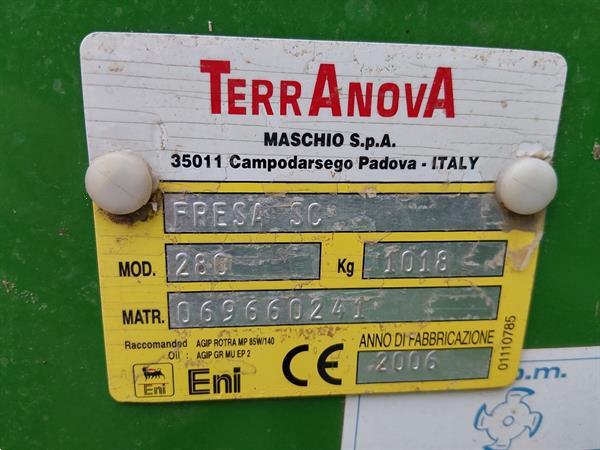 TERRANOVA
MASCHIO S.p.A.
35011 Campodarsego Padova - ITALY
FRESA SC
MOD. 280 Kg 1018
MATR. 069660241
Raccomanded AGIP ROTRA MP 85W/140
Oil : AGIP GR MU EP 2
Eni Eni CE
ANNO DI FABBRICAZIONE
2006
01110785
p.m.